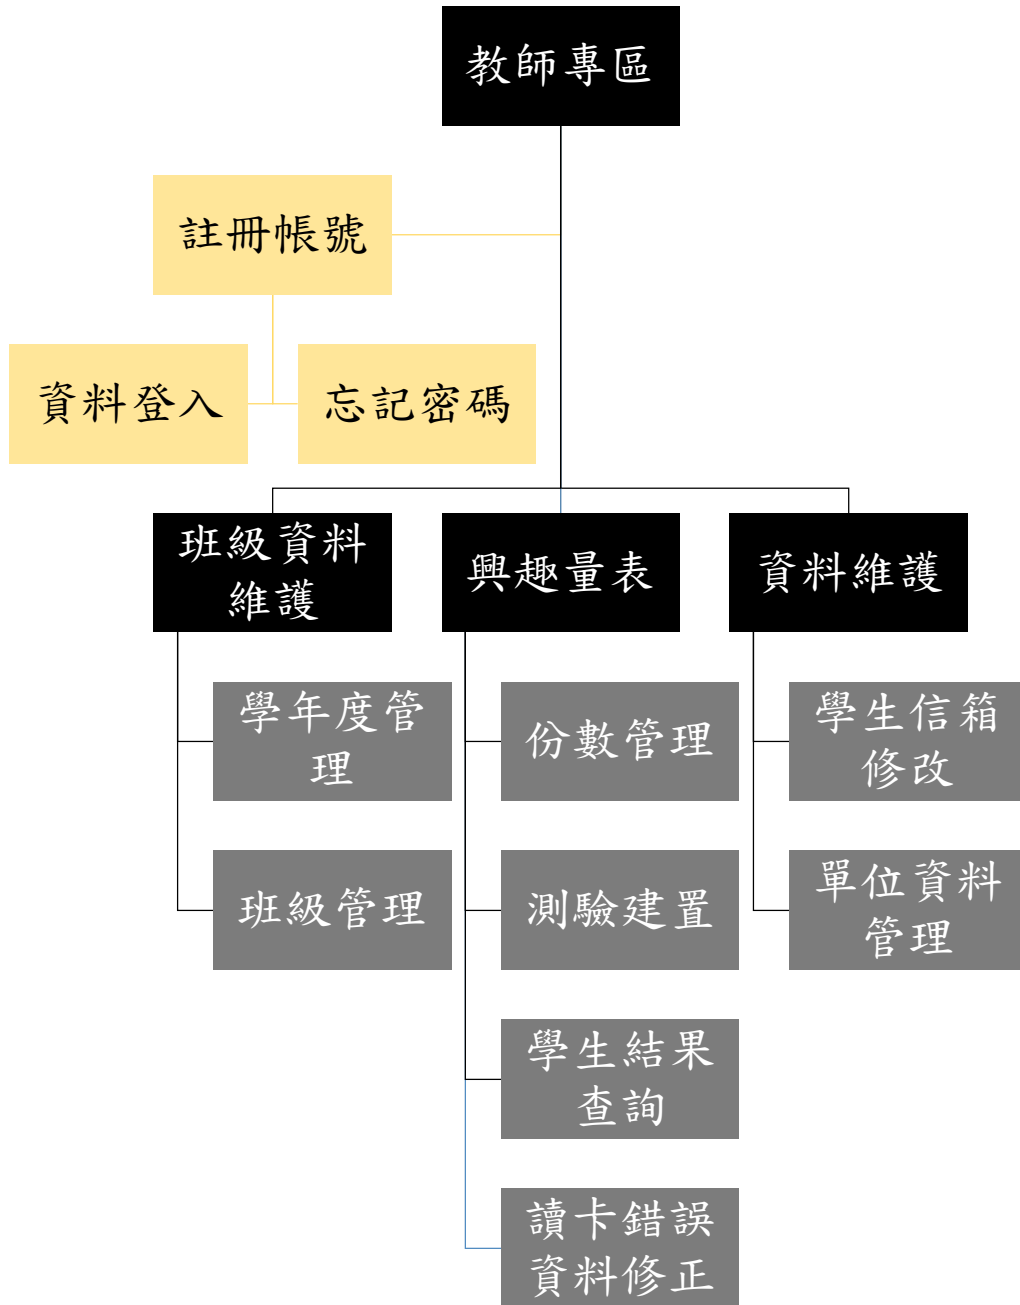 教師專區
註冊帳號
資料登入
忘記密碼
班級資料
維護
興趣量表
資料維護
學年度管
理
份數管理
學生信箱
修改
班級管理
測驗建置
單位資料
管理
學生結果
查詢
讀卡錯誤
資料修正